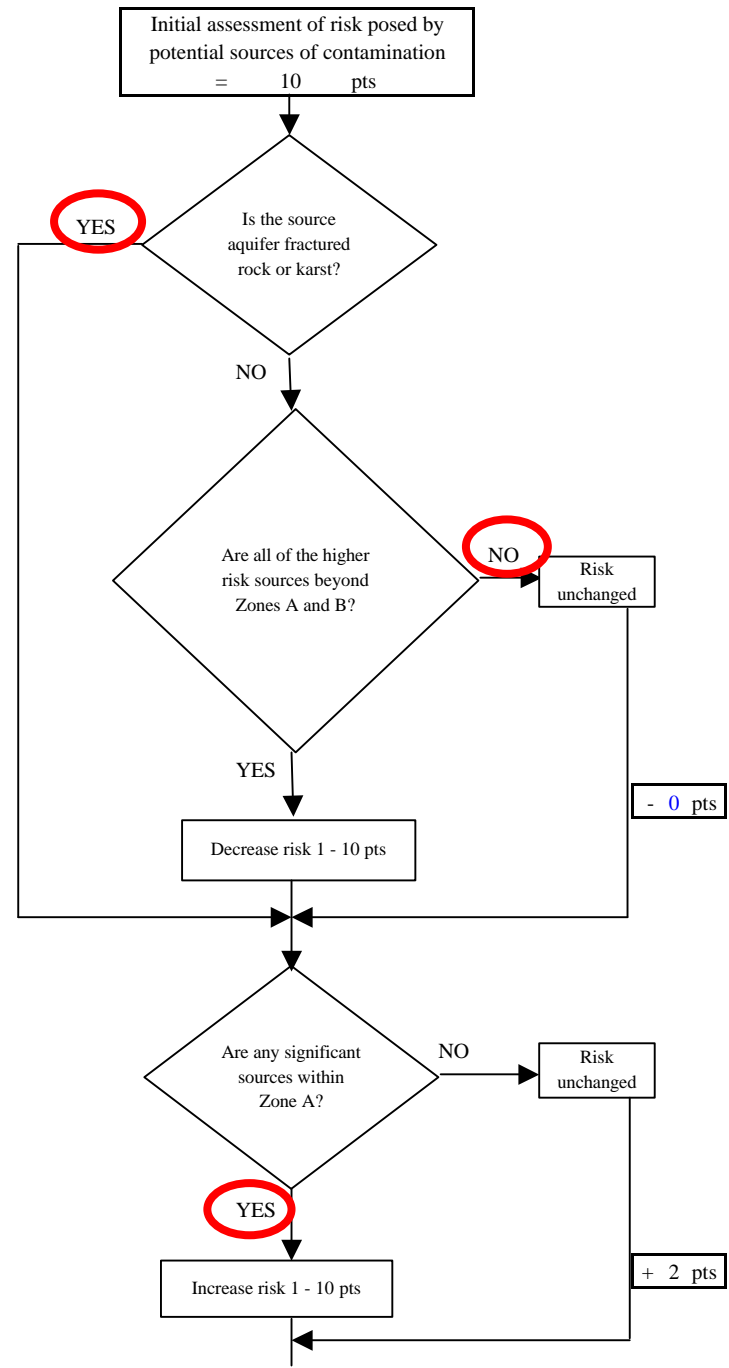 Initial assessment of risk posed by
potential sources of contamination
= 10 pts
YES
Is the source
aquifer fractured
rock or karst?
NO
Are all of the higher
risk sources beyond
Zones A and B?
NO
Risk
unchanged
YES
- 0 pts
Decrease risk 1 - 10 pts
Are any significant
sources within
Zone A?
NO
Risk
unchanged
YES
+ 2 pts
Increase risk 1 - 10 pts